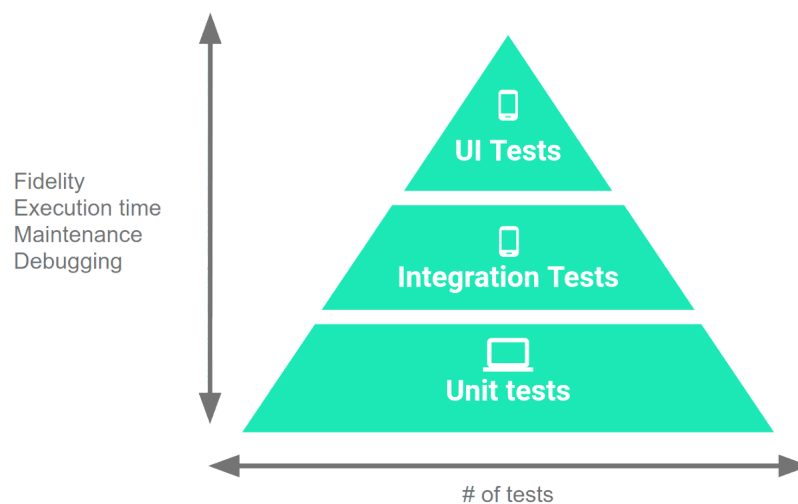 UI Tests
Fidelity
Execution time
Maintenance
Debugging
Integration Tests
Unit tests
# of tests